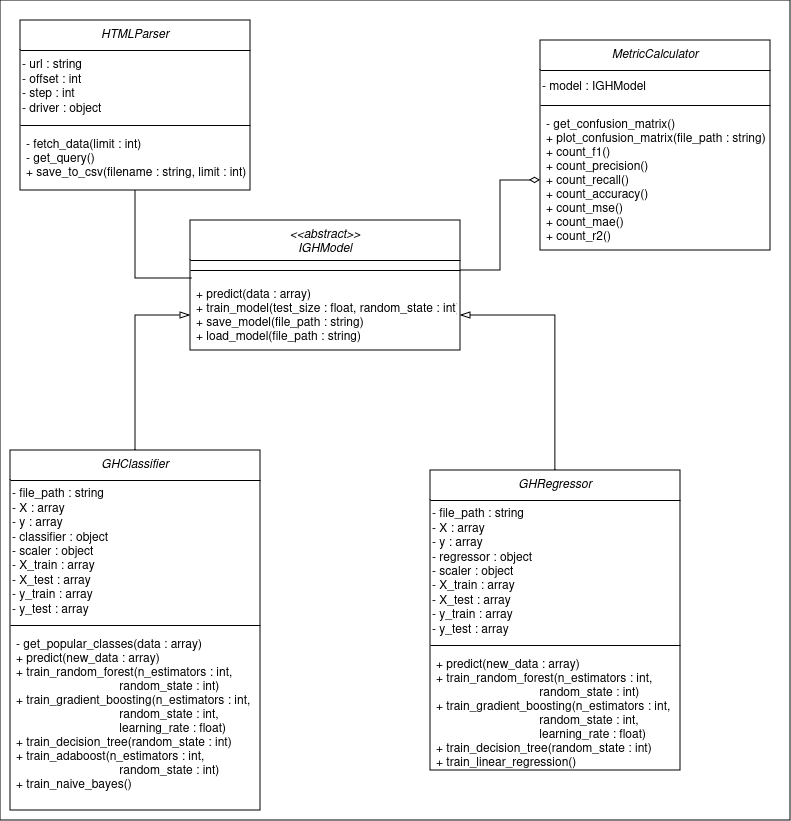 HTMLParser
- url : string
- offset : int
- step : int
- driver : object
- fetch_data(limit : int)
- get_query()
+ save_to_csv(filename : string, limit : int)
MetricCalculator
- model : IGHModel
- get_confusion_matrix()
+ plot_confusion_matrix(file_path : string)
+ count_f1()
+ count_precision()
+ count_recall()
+ count_accuracy()
+ count_mse()
+ count_mae()
+ count_r2()
<<abstract>>
IGHModel
+ predict(data : array)
+ train_model(test_size : float, random_state : int
+ save_model(file_path : string)
+ load_model(file_path : string)
GHClassifier
- file_path : string
- X : array
- y : array
- classifier : object
- scaler : object
- X_train : array
- X_test : array
- y_train : array
- y_test : array
- get_popular_classes(data : array)
+ predict(new_data : array)
+ train_random_forest(n_estimators : int,
random_state : int)
+ train_gradient_boosting(n_estimators : int,
random_state : int,
learning_rate : float)
+ train_decision_tree(random_state : int)
+ train_adaboost(n_estimators : int,
random_state : int)
+ train_naive_bayes()
GHRegressor
- file_path : string
- X : array
- y : array
- regressor : object
- scaler : object
- X_train : array
- X_test : array
- y_train : array
- y_test : array
+ predict(new_data : array)
+ train_random_forest(n_estimators : int,
random_state : int)
+ train_gradient_boosting(n_estimators : int,
random_state : int,
learning_rate : float)
+ train_decision_tree(random_state : int)
+ train_linear_regression()